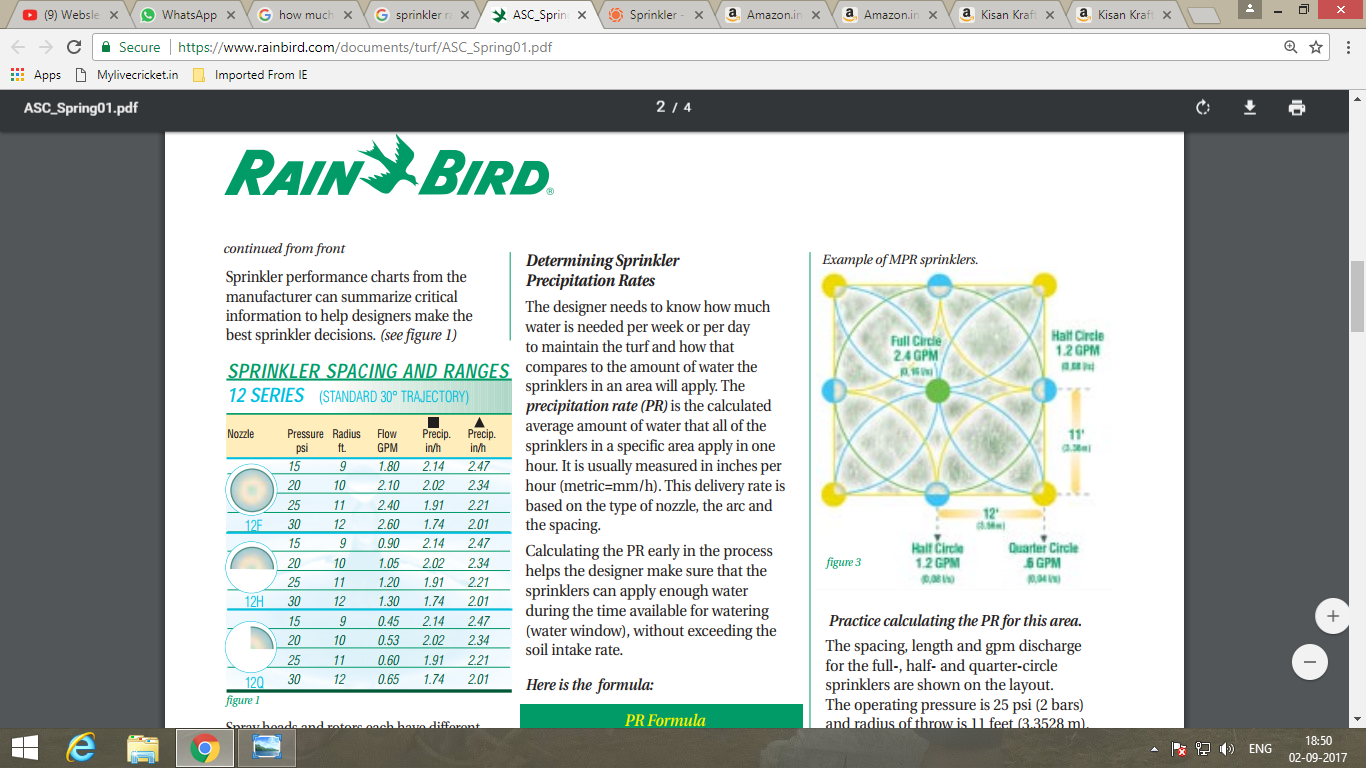 (9) Websle
WhatsApp
how much
sprinkler ra
ASC_Sprin
Sprinkler -
Amazon.in
Amazon.in
Kisan Kraft
Kisan Kraft
Secure
https://www.rainbird.com/documents/turf/ASC_Spring01.pdf
Apps
Mylivecricket.in
Imported From IE
ASC_Spring01.pdf
2 / 4
RAIN BIRD®
continued from front
Sprinkler performance charts from the
manufacturer can summarize critical
information to help designers make the
best sprinkler decisions. (see figure 1)
SPRINKLER SPACING AND RANGES
12 SERIES (STANDARD 30° TRAJECTORY)
Nozzle Pressure Radius Flow Precip. Precip.
psi ft. GPM in/h in/h
15 9 1.80 2.14 2.47
20 10 2.10 2.02 2.34
25 11 2.40 1.91 2.21
12F 30 12 2.60 1.74 2.01
15 9 0.90 2.14 2.47
20 10 1.05 2.02 2.34
25 11 1.20 1.91 2.21
12H 30 12 1.30 1.74 2.01
15 9 0.45 2.14 2.47
20 10 0.53 2.02 2.34
25 11 0.60 1.91 2.21
12Q 30 12 0.65 1.74 2.01
figure 1
Spray heads and rotors each have different
Determining Sprinkler
Precipitation Rates
The designer needs to know how much
water is needed per week or per day
to maintain the turf and how that
compares to the amount of water the
sprinklers in an area will apply. The
precipitation rate (PR) is the calculated
average amount of water that all of the
sprinklers in a specific area apply in one
hour. It is usually measured in inches per
hour (metric=mm/h). This delivery rate is
based on the type of nozzle, the arc and
the spacing.
Calculating the PR early in the process
helps the designer make sure that the
sprinklers can apply enough water
during the time available for watering
(water window), without exceeding the
soil intake rate.
Here is the formula:
PR Formula
Example of MPR sprinklers.
Full Circle
2.4 GPM
(0,15 l/s)
Half Circle
1.2 GPM
(0,08 l/s)
11'
12'
Half Circle
1.2 GPM
(0,08 l/s)
Quarter Circle
.6 GPM
(0,04 l/s)
figure 3
Practice calculating the PR for this area.
The spacing, length and gpm discharge
for the full-, half- and quarter-circle
sprinklers are shown on the layout.
The operating pressure is 25 psi (2 bars)
and radius of throw is 11 feet (3.3528 m).
ENG
18:50
02-09-2017